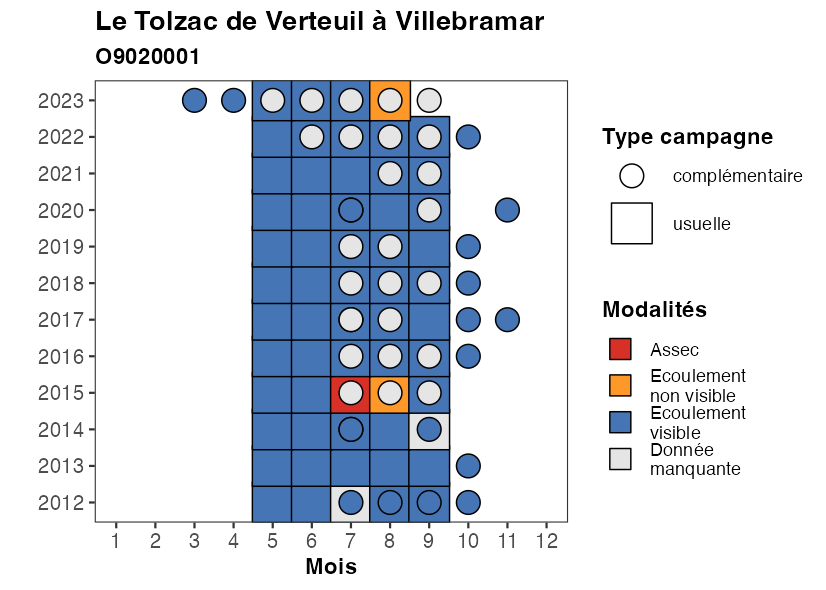 Le Tolzac de Verteuil à Villebramar
O9020001
2023
2022
2021
2020
2019
2018
2017
2016
2015
2014
2013
2012
1 2 3 4 5 6 7 8 9 10 11 12
Mois
Type campagne
complémentaire
usuelle
Modalités
Assec
Ecoulement
non visible
Ecoulement
visible
Donnée
manquante